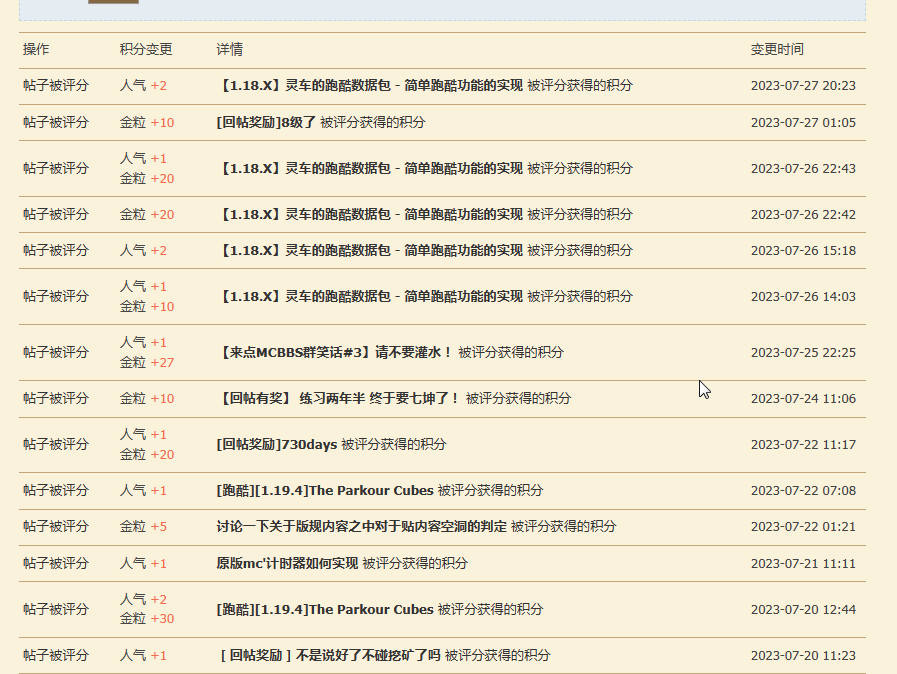 操作 积分变更 详情 变更时间
帖子被评分 人气 +2 【1.18.X】灵车的跑酷数据包 - 简单跑酷功能的实现 被评分获得的积分 2023-07-27 20:23
帖子被评分 金粒 +10 [回帖奖励]8级了 被评分获得的积分 2023-07-27 01:05
帖子被评分 人气 +1
金粒 +20 【1.18.X】灵车的跑酷数据包 - 简单跑酷功能的实现 被评分获得的积分 2023-07-26 22:43
帖子被评分 金粒 +20 【1.18.X】灵车的跑酷数据包 - 简单跑酷功能的实现 被评分获得的积分 2023-07-26 22:42
帖子被评分 人气 +2 【1.18.X】灵车的跑酷数据包 - 简单跑酷功能的实现 被评分获得的积分 2023-07-26 15:18
帖子被评分 人气 +1
金粒 +10 【1.18.X】灵车的跑酷数据包 - 简单跑酷功能的实现 被评分获得的积分 2023-07-26 14:03
帖子被评分 人气 +1
金粒 +27 【来点MCBBS群笑话#3】请不要灌水！ 被评分获得的积分 2023-07-25 22:25
帖子被评分 金粒 +10 【回帖有奖】 练习两年半 终于要七坤了！ 被评分获得的积分 2023-07-24 11:06
帖子被评分 人气 +1
金粒 +20 [回帖奖励]730days 被评分获得的积分 2023-07-22 11:17
帖子被评分 人气 +1 [跑酷][1.19.4]The Parkour Cubes 被评分获得的积分 2023-07-22 07:08
帖子被评分 金粒 +5 讨论一下关于版规内容之中对于贴内容空洞的判定 被评分获得的积分 2023-07-22 01:21
帖子被评分 人气 +1 原版mc'计时器如何实现 被评分获得的积分 2023-07-21 11:11
帖子被评分 人气 +2
金粒 +30 [跑酷][1.19.4]The Parkour Cubes 被评分获得的积分 2023-07-20 12:44
帖子被评分 人气 +1 [ 回帖奖励 ] 不是说好了不碰挖矿了吗 被评分获得的积分 2023-07-20 11:23